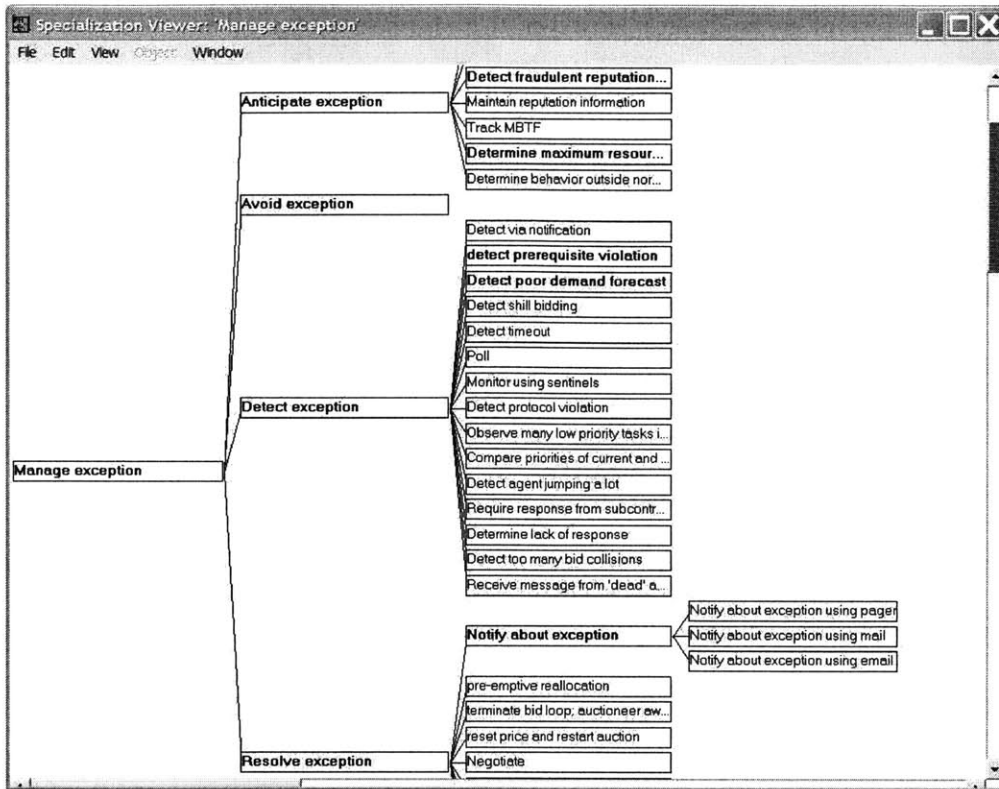 Specialization Viewer: 'Manage exception'
File Edit View Object Window
Detect fraudulent reputation...
Anticipate exception
Maintain reputation information
Track MBTF
Determine maximum resour...
Determine behavior outside nor...
Avoid exception
Detect via notification
detect prerequisite violation
Detect poor demand forecast
Detect shill bidding
Detect timeout
Poll
Monitor using sentinels
Detect exception
Detect protocol violation
Observe many low priority tasks i...
Compare priorities of current and ...
Manage exception
Detect agent jumping a lot
Require response from subcontr...
Determine lack of response
Detect too many bid collisions
Receive message from 'dead' a...
Notify about exception
Notify about exception using pager
Notify about exception using mail
Notify about exception using email
pre-emptive reallocation
terminate bid loop; auctioneer aw...
reset price and restart auction
Resolve exception
Negotiate